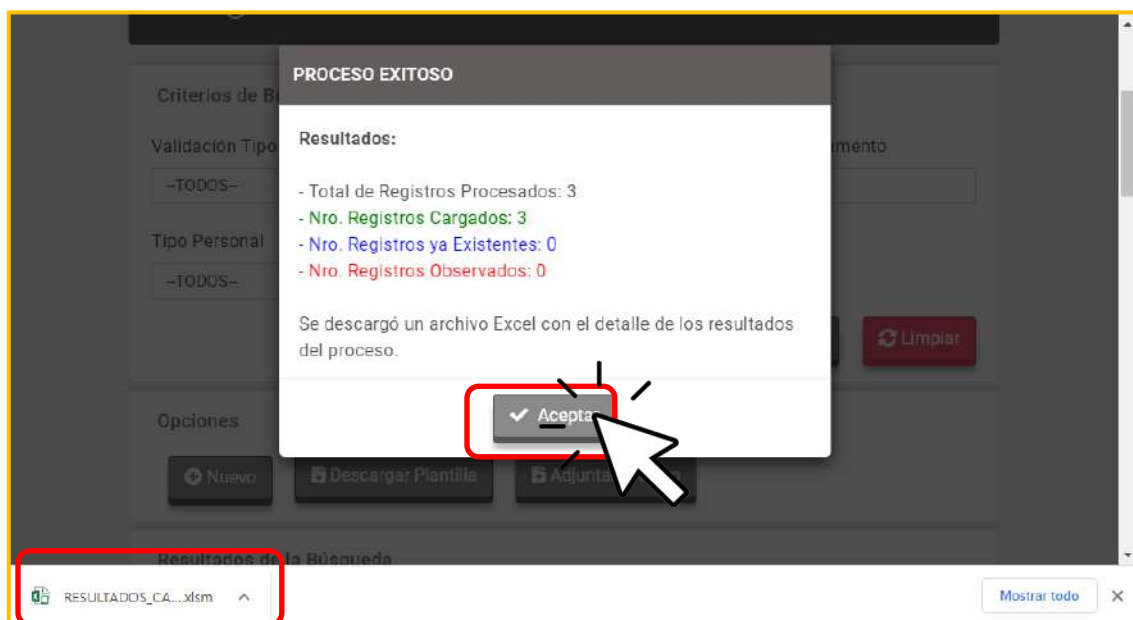 PROCESO EXITOSO
Criterios de B
Resultados:
Validación Tipo
mento
--TODOS--
- Total de Registros Procesados: 3
- Nro. Registros Cargados: 3
Tipo Personal
- Nro. Registros ya Existentes: 0
- Nro. Registros Observados: 0
--TODOS--
Se descargó un archivo Excel con el detalle de los resultados
del proceso.
Limpiar
Aceptar
Opciones
Nuevo
Descargar Plantilla
Adjunta
Resultados de la Búsqueda
RESULTADOS_CA....xlsm
Mostrar todo